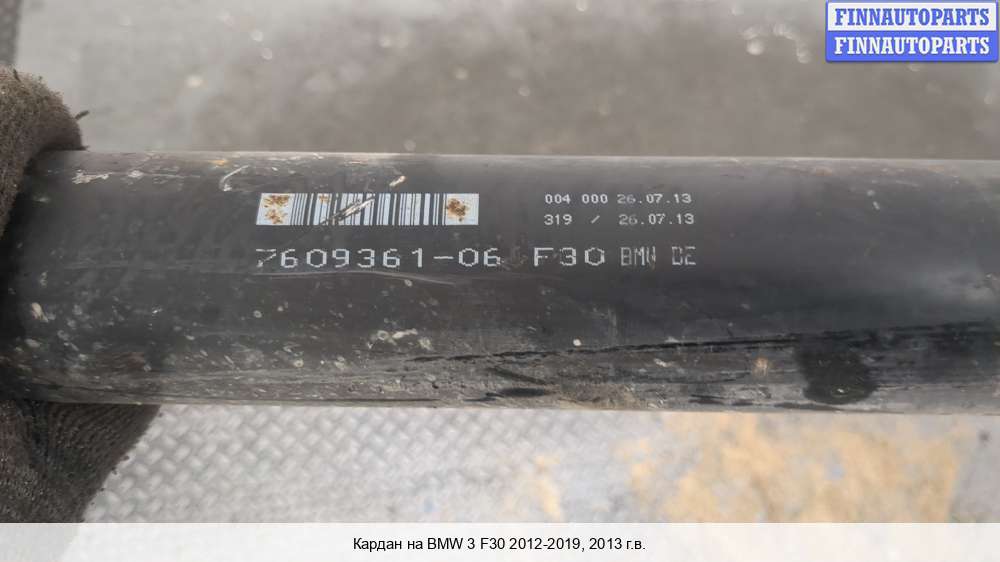 FINNAUTOPARTS
FINNAUTOPARTS
004 000 26.07.13
319 / 26.07.13
7609361-06 F30 BMW DE
Кардан на BMW 3 F30 2012-2019, 2013 г.в.